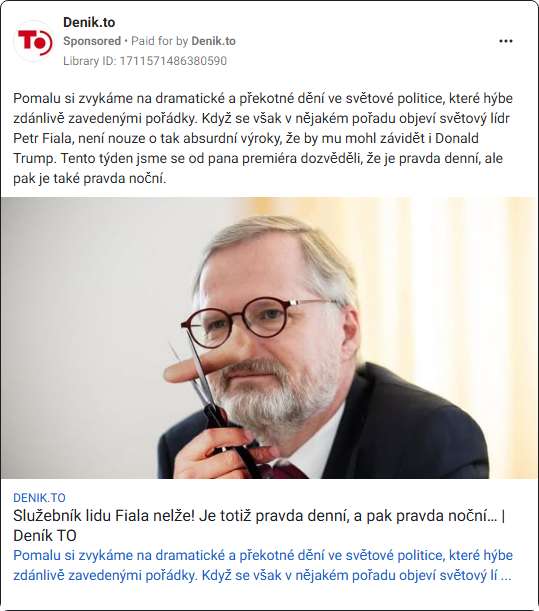 Denik.to
Sponsored • Paid for by Denik.to
Library ID: 1711571486380590
Pomalu si zvykáme na dramatické a překotné dění ve světové politice, které hýbe
zdánlivě zavedenými pořádky. Když se však v nějakém pořadu objeví světový lídr
Petr Fiala, není nouze o tak absurdní výroky, že by mu mohl závidět i Donald
Trump. Tento týden jsme se od pana premiéra dozvěděli, že je pravda denní, ale
pak je také pravda noční.
DENIK.TO
Služebník lidu Fiala nelže! Je totiž pravda denní, a pak pravda noční… |
Deník TO
Pomalu si zvykáme na dramatické a překotné dění ve světové politice, které hýbe
zdánlivě zavedenými pořádky. Když se však v nějakém pořadu objeví světový lí ...